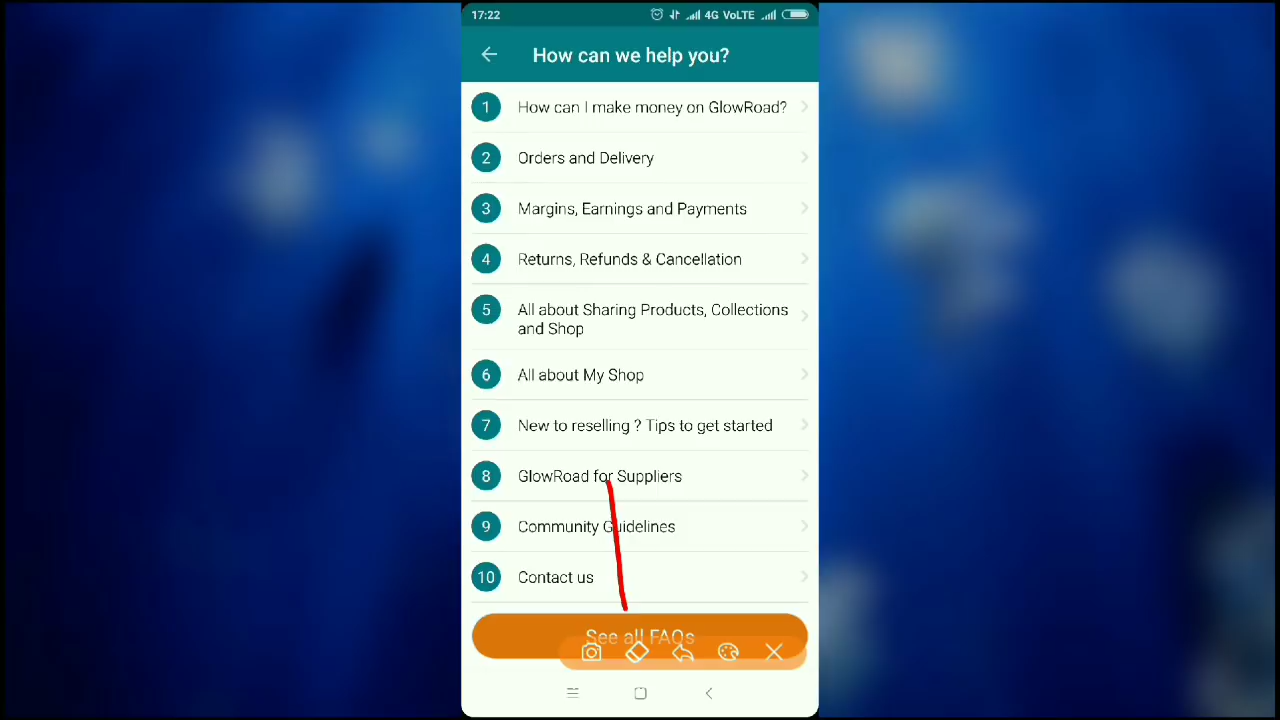 17:22 4G VoLTE
How can we help you?
1 How can I make money on GlowRoad?
2 Orders and Delivery
3 Margins, Earnings and Payments
4 Returns, Refunds & Cancellation
5 All about Sharing Products, Collections
and Shop
6 All about My Shop
7 New to reselling ? Tips to get started
8 GlowRoad for Suppliers
9 Community Guidelines
10 Contact us
See all FAQs